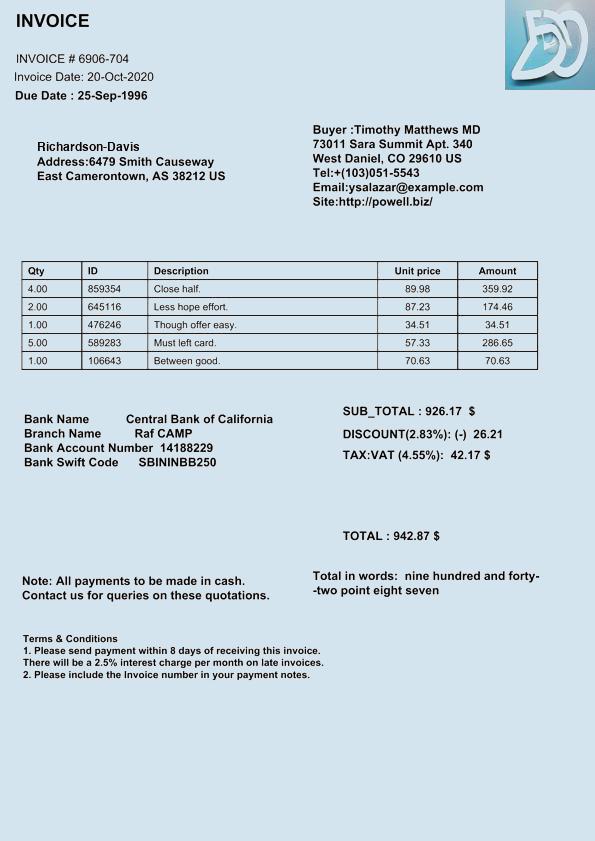 INVOICE
INVOICE # 6906-704
Invoice Date: 20-Oct-2020
Due Date : 25-Sep-1996
Richardson-Davis
Address:6479 Smith Causeway
East Camerontown, AS 38212 US
Buyer :Timothy Matthews MD
73011 Sara Summit Apt. 340
West Daniel, CO 29610 US
Tel:+(103)051-5543
Email:ysalazar@example.com
Site:http://powell.biz/
Qty ID Description Unit price Amount
4.00 859354 Close half. 89.98 359.92
2.00 645116 Less hope effort. 87.23 174.46
1.00 476246 Though offer easy. 34.51 34.51
5.00 589283 Must left card. 57.33 286.65
1.00 106643 Between good. 70.63 70.63
Bank Name Central Bank of California
Branch Name Raf CAMP
Bank Account Number 14188229
Bank Swift Code SBININBB250
SUB_TOTAL : 926.17 $
DISCOUNT(2.83%): (-) 26.21
TAX:VAT (4.55%): 42.17 $
TOTAL : 942.87 $
Note: All payments to be made in cash.
Contact us for queries on these quotations.
Total in words: nine hundred and forty-
-two point eight seven
Terms & Conditions
1. Please send payment within 8 days of receiving this invoice.
There will be a 2.5% interest charge per month on late invoices.
2. Please include the Invoice number in your payment notes.